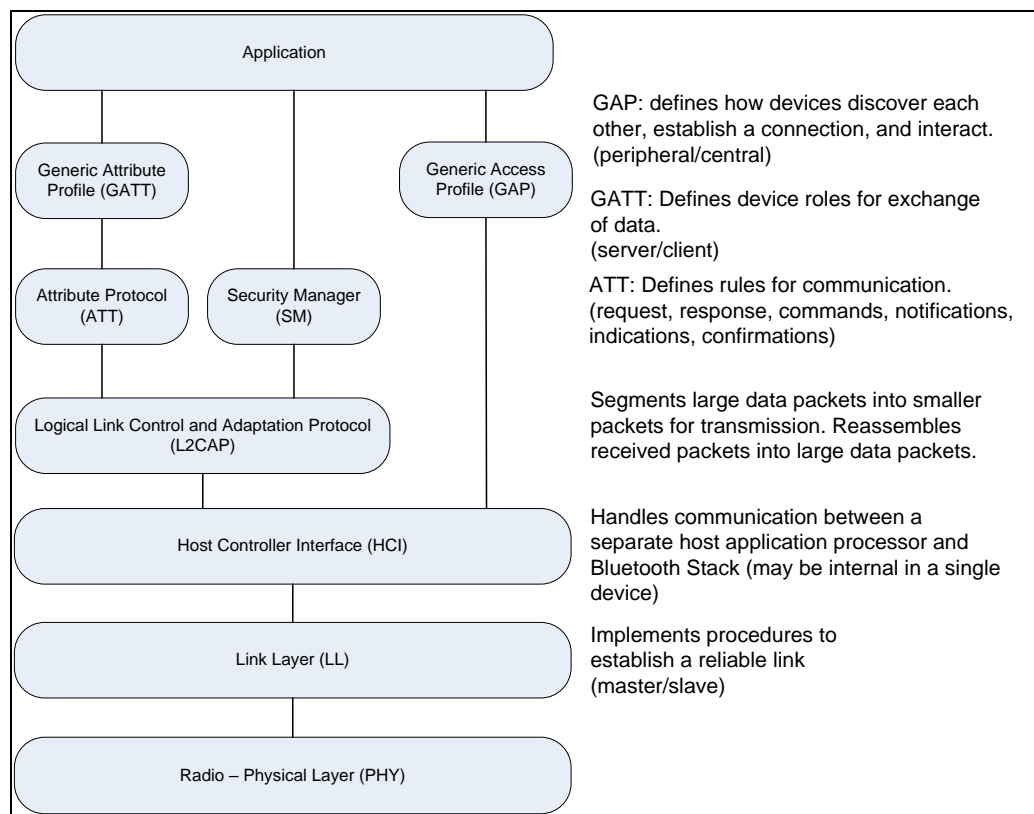 Application
GAP: defines how devices discover each
other, establish a connection, and interact.
(peripheral/central)
Generic Attribute
Profile (GATT)
Generic Access
Profile (GAP)
GATT: Defines device roles for exchange
of data.
(server/client)
Attribute Protocol
(ATT)
Security Manager
(SM)
ATT: Defines rules for communication.
(request, response, commands, notifications,
indications, confirmations)
Logical Link Control and Adaptation Protocol
(L2CAP)
Segments large data packets into smaller
packets for transmission. Reassembles
received packets into large data packets.
Host Controller Interface (HCI)
Handles communication between a
separate host application processor and
Bluetooth Stack (may be internal in a single
device)
Link Layer (LL)
Implements procedures to
establish a reliable link
(master/slave)
Radio – Physical Layer (PHY)